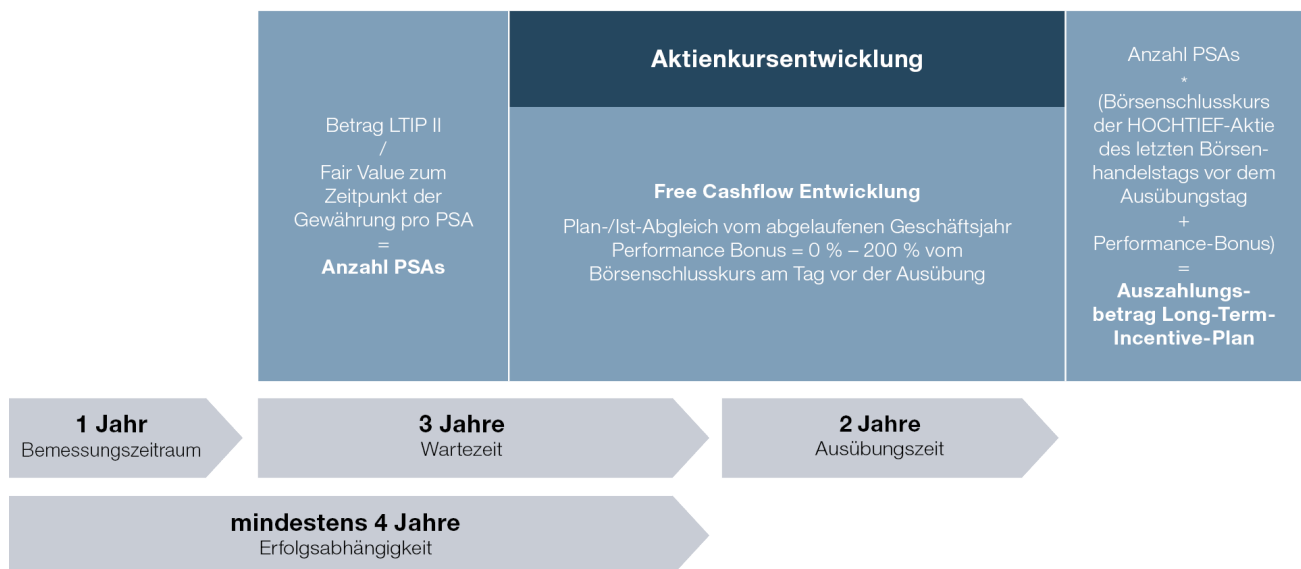 Betrag LTIP II
/
Fair Value zum
Zeitpunkt der
Gewährung pro PSA
=
Anzahl PSAs
Aktienkursentwicklung
Free Cashflow Entwicklung
Plan-/Ist-Abgleich vom abgelaufenen Geschäftsjahr
Performance Bonus = 0 % – 200 % vom
Börsenschlusskurs am Tag vor der Ausübung
Anzahl PSAs
*
(Börsenschlusskurs
der HOCHTIEF-Aktie
des letzten Börsen-
handelstags vor dem
Ausübungstag
+
Performance-Bonus)
=
Auszahlungs-
betrag Long-Term-
Incentive-Plan
1 Jahr
Bemessungszeitraum
3 Jahre
Wartezeit
2 Jahre
Ausübungszeit
mindestens 4 Jahre
Erfolgsabhängigkeit